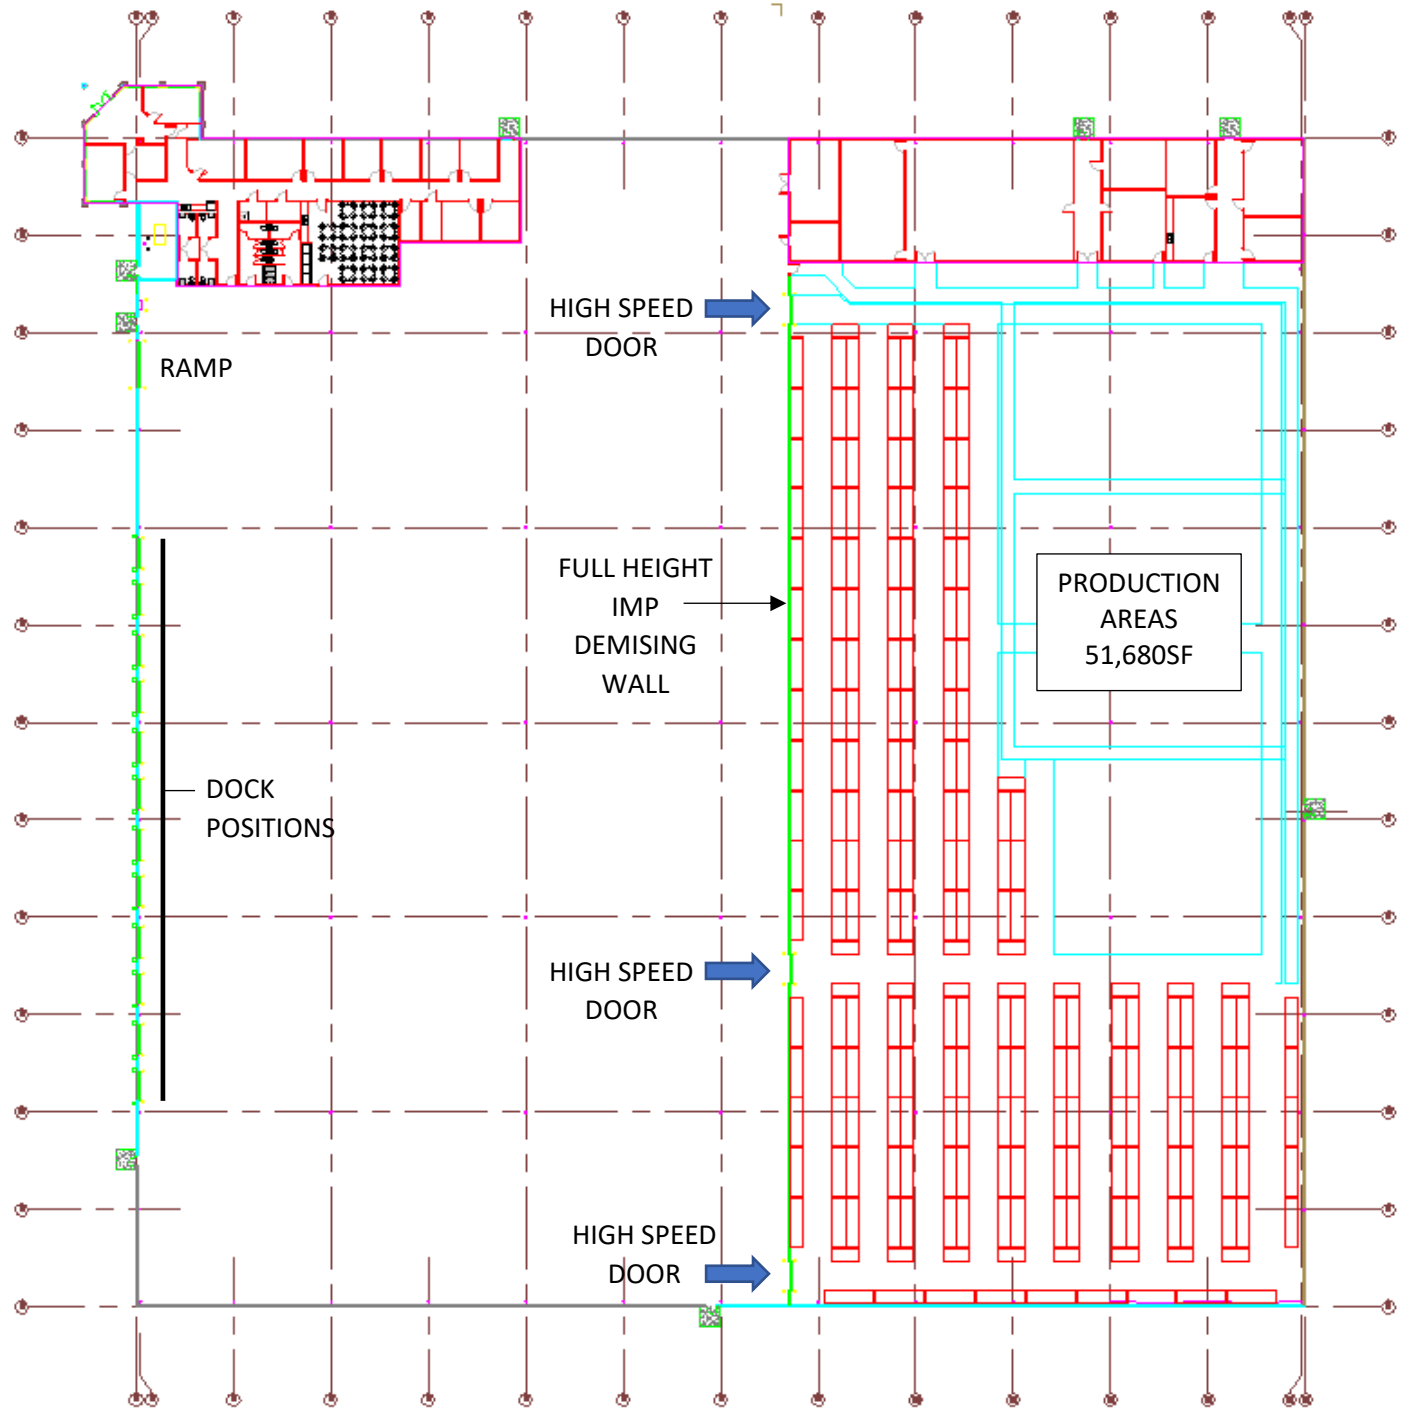 HIGH SPEED
DOOR
RAMP
FULL HEIGHT
IMP
DEMISING
WALL
PRODUCTION
AREAS
51,680SF
DOCK
POSITIONS
HIGH SPEED
DOOR
HIGH SPEED
DOOR